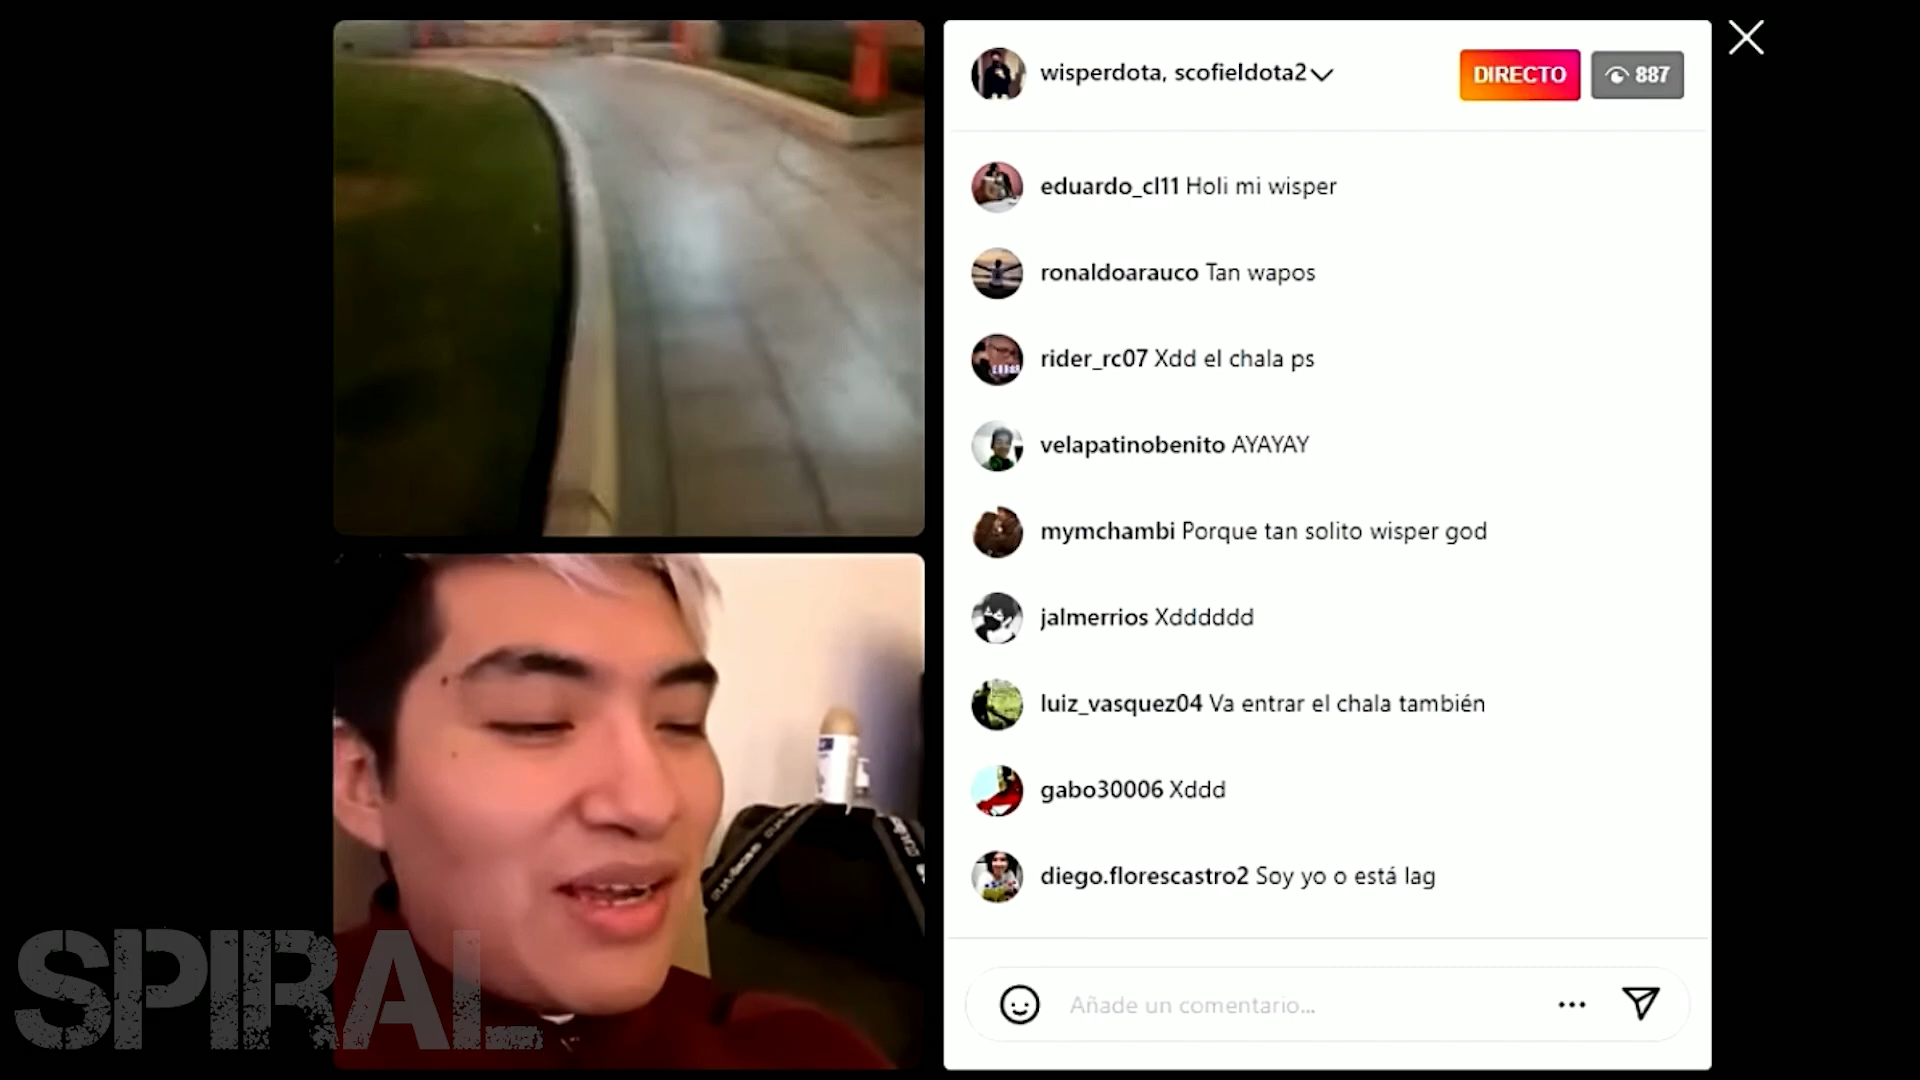 wisperdota, scofieldota2
DIRECTO
887
eduardo_cl11 Holi mi wisper
ronaldoarauco Tan wapos
rider_rc07 Xdd el chala ps
velapatinobenito AYAYAY
mymchambi Porque tan solito wisper god
jalmerrios Xdddddd
luiz_vasquez04 Va entrar el chala también
gabo30006 Xddd
diego.florescastro2 Soy yo o está lag
Añade un comentario...
SPIRAL